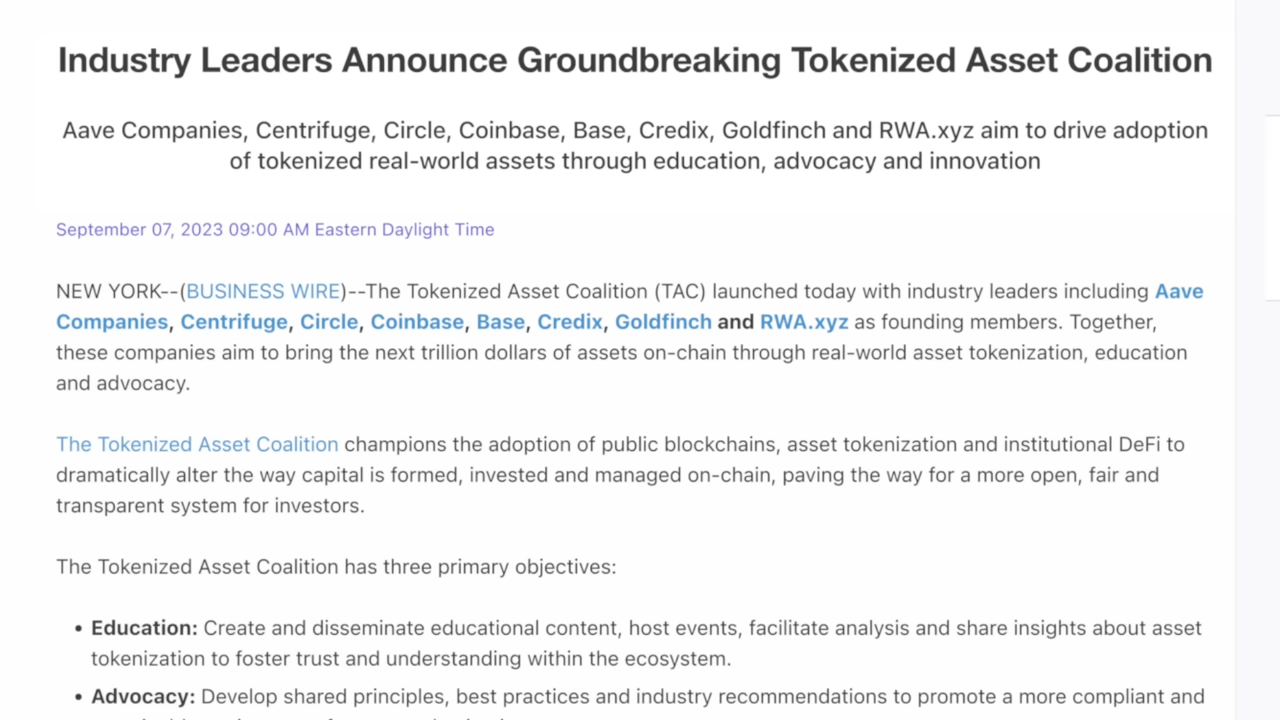 Industry Leaders Announce Groundbreaking Tokenized Asset Coalition
Aave Companies, Centrifuge, Circle, Coinbase, Base, Credix, Goldfinch and RWA.xyz aim to drive adoption
of tokenized real-world assets through education, advocacy and innovation
September 07, 2023 09:00 AM Eastern Daylight Time
NEW YORK--(BUSINESS WIRE)--The Tokenized Asset Coalition (TAC) launched today with industry leaders including Aave
Companies, Centrifuge, Circle, Coinbase, Base, Credix, Goldfinch and RWA.xyz as founding members. Together,
these companies aim to bring the next trillion dollars of assets on-chain through real-world asset tokenization, education
and advocacy.
The Tokenized Asset Coalition champions the adoption of public blockchains, asset tokenization and institutional DeFi to
dramatically alter the way capital is formed, invested and managed on-chain, paving the way for a more open, fair and
transparent system for investors.
The Tokenized Asset Coalition has three primary objectives:
• Education: Create and disseminate educational content, host events, facilitate analysis and share insights about asset
tokenization to foster trust and understanding within the ecosystem.
• Advocacy: Develop shared principles, best practices and industry recommendations to promote a more compliant and